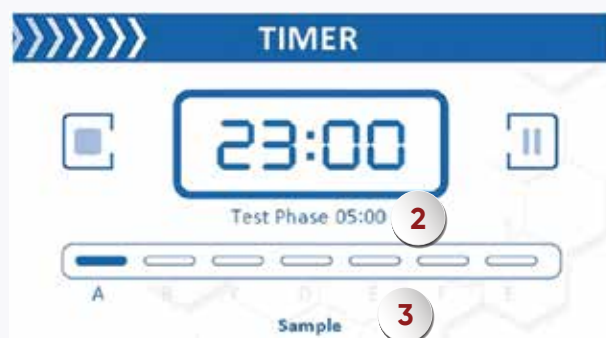 TIMER
23:00
Test Phase 05:00 2
A B Y D E F E
Sample 3